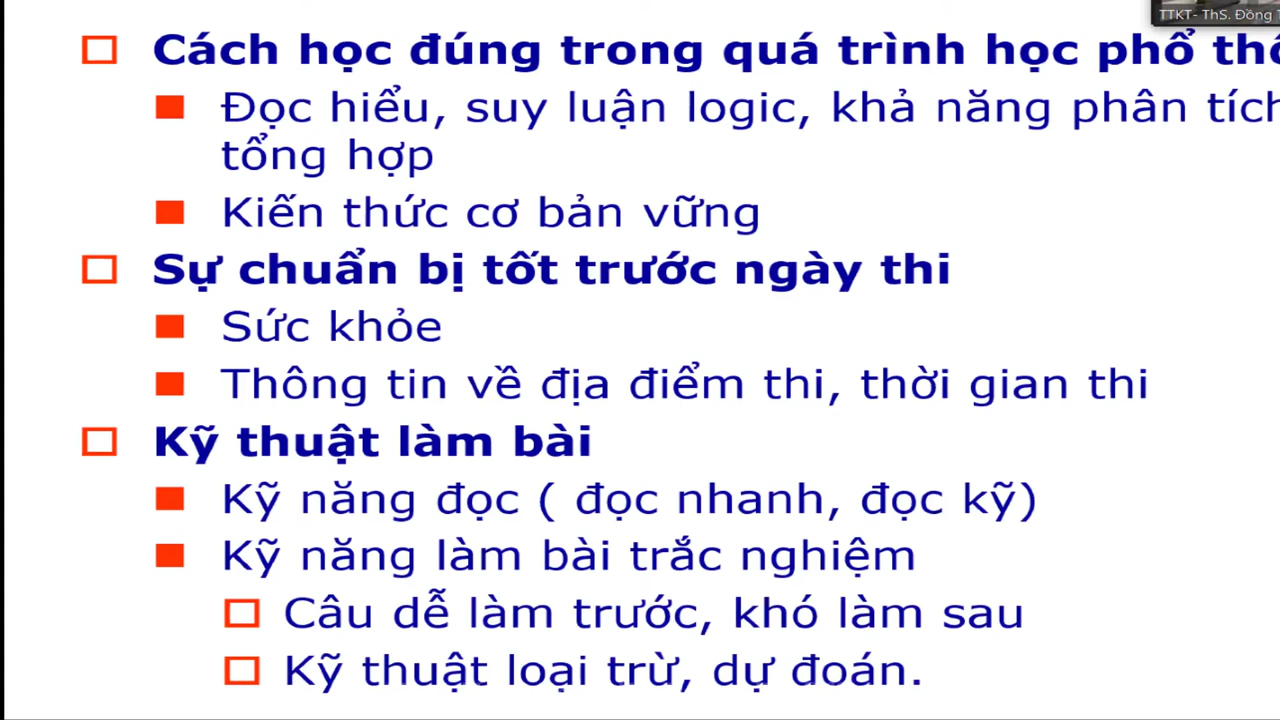 TTKT- ThS. Đồng
Cách học đúng trong quá trình học phổ
Đọc hiểu, suy luận logic, khả năng phân tích
tổng hợp
Kiến thức cơ bản vững
Sự chuẩn bị tốt trước ngày thi
Sức khỏe
Thông tin về địa điểm thi, thời gian thi
Kỹ thuật làm bài
Kỹ năng đọc ( đọc nhanh, đọc kỹ)
Kỹ năng làm bài trắc nghiệm
Câu dễ làm trước, khó làm sau
Kỹ thuật loại trừ, dự đoán.